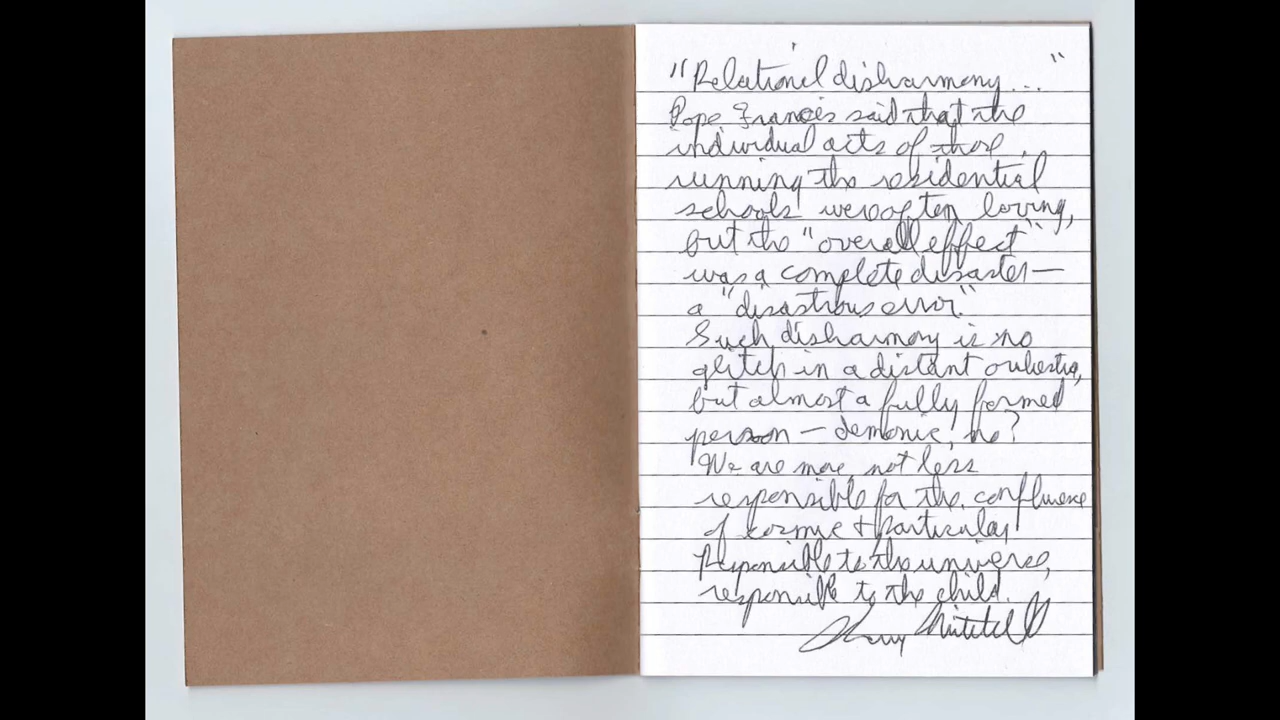 "Relational disharmony..."
Pope Francis said that the
individual acts of those
running the residential
schools were often loving,
but the "overall effect"
was a complete disaster—
a "disastrous error."
Such disharmony is no
glitch in a distant orchestra,
but almost a fully formed
person — demonic, no?
We are more not less
responsible for the confluence
of cosmic + particular,
Responsible to the universe,
responsible to the child.
Mitchell